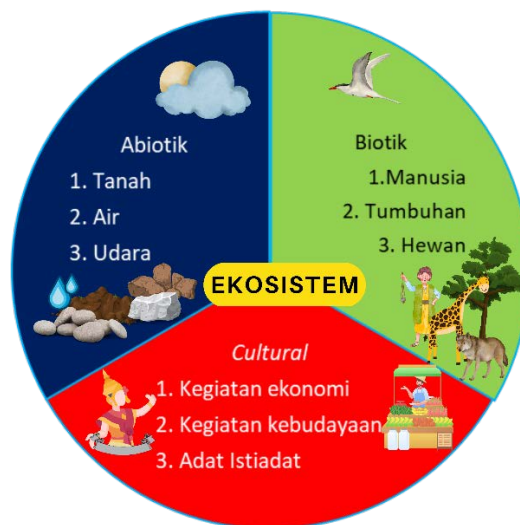 Abiotik
1. Tanah
2. Air
3. Udara
Biotik
1.Manusia
2. Tumbuhan
3. Hewan
EKOSISTEM
Cultural
1. Kegiatan ekonomi
2. Kegiatan kebudayaan
3. Adat Istiadat